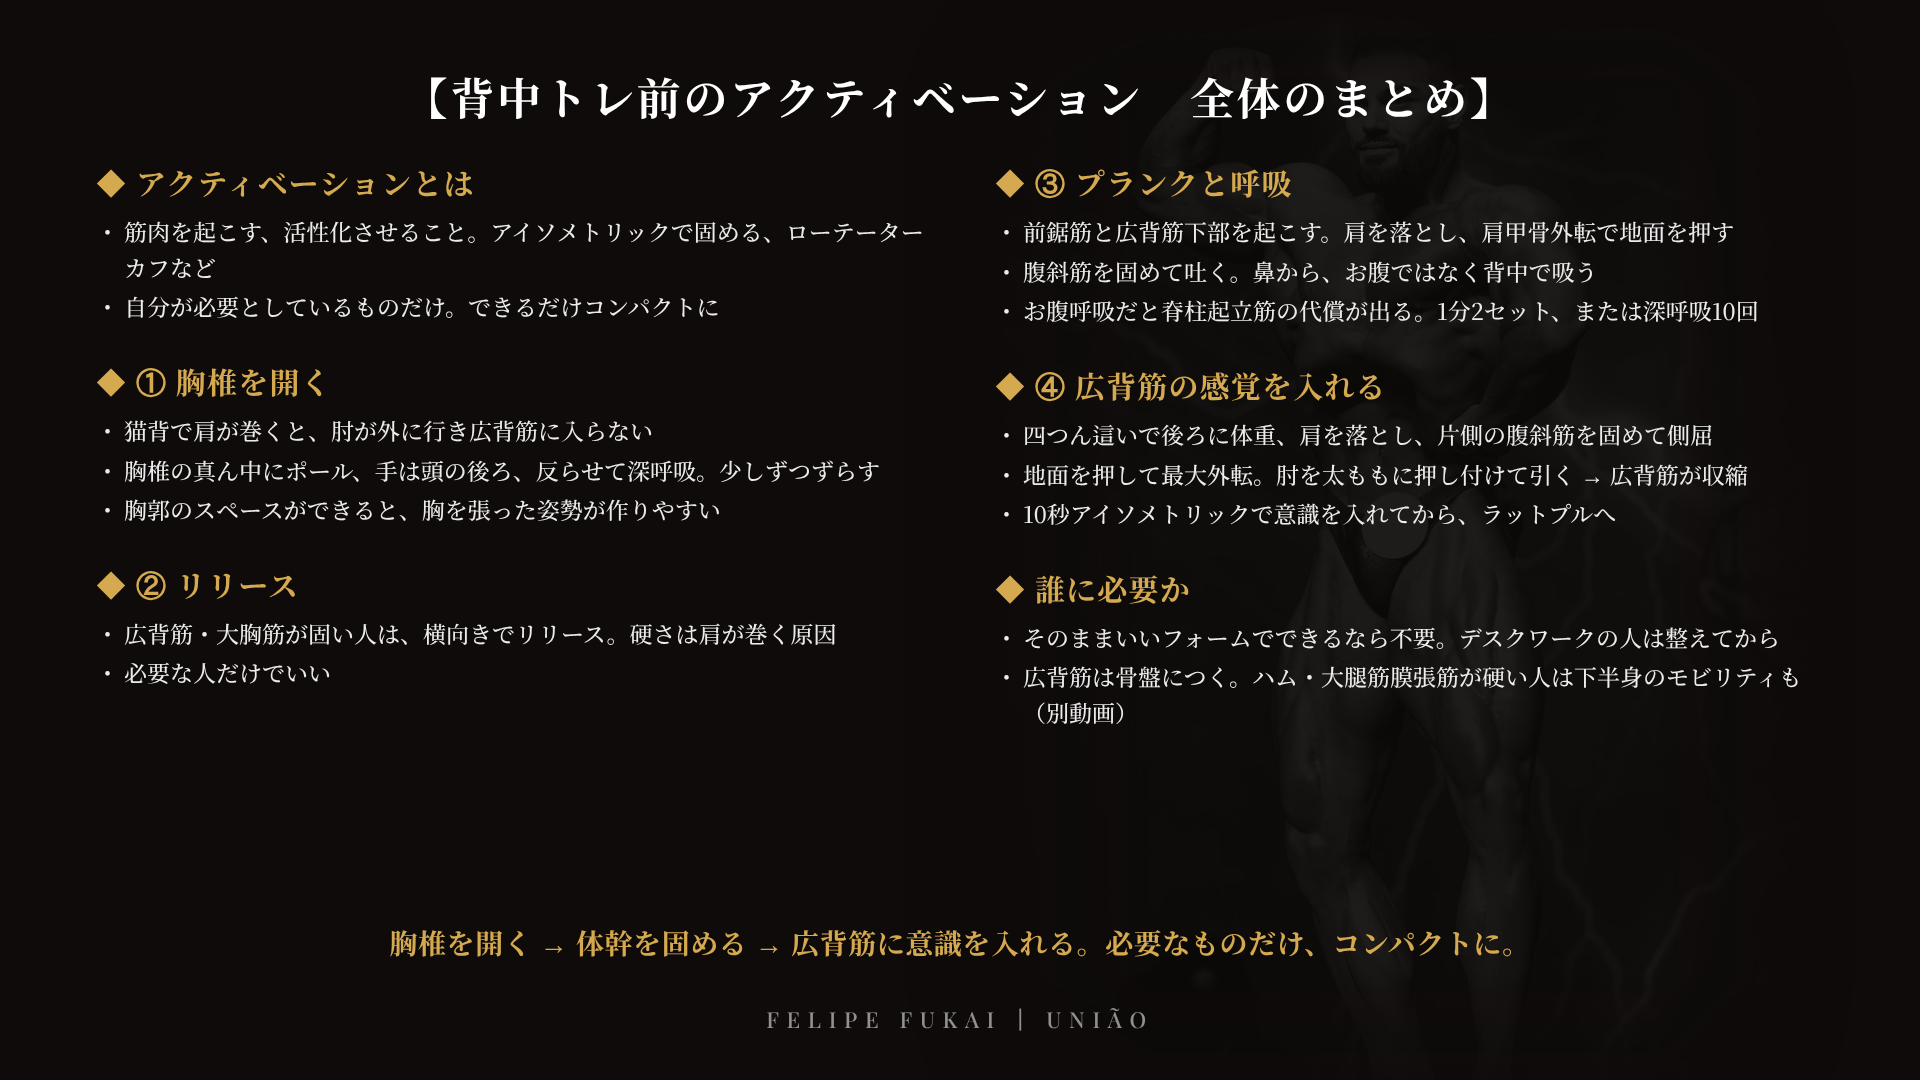 【背中トレ前のアクティベーション　全体のまとめ】
◆ アクティベーションとは
・ 筋肉を起こす、活性化させること。アイソメトリックで固める、ローテーター
カフなど
・ 自分が必要としているものだけ。できるだけコンパクトに
◆ ① 胸椎を開く
・ 猫背で肩が巻くと、肘が外に行き広背筋に入らない
・ 胸椎の真ん中にポール、手は頭の後ろ、反らせて深呼吸。少しずつずらす
・ 胸郭のスペースができると、胸を張った姿勢が作りやすい
◆ ② リリース
・ 広背筋・大胸筋が固い人は、横向きでリリース。硬さは肩が巻く原因
・ 必要な人だけでいい
◆ ③ プランクと呼吸
・ 前鋸筋と広背筋下部を起こす。肩を落とし、肩甲骨外転で地面を押す
・ 腹斜筋を固めて吐く。鼻から、お腹ではなく背中で吸う
・ お腹呼吸だと脊柱起立筋の代償が出る。1分2セット、または深呼吸10回
◆ ④ 広背筋の感覚を入れる
・ 四つん這いで後ろに体重、肩を落とし、片側の腹斜筋を固めて側屈
・ 地面を押して最大外転。肘を太ももに押し付けて引く → 広背筋が収縮
・ 10秒アイソメトリックで意識を入れてから、ラットプルへ
◆ 誰に必要か
・ そのままいいフォームでできるなら不要。デスクワークの人は整えてから
・ 広背筋は骨盤につく。ハム・大腿筋膜張筋が硬い人は下半身のモビリティも
（別動画）
胸椎を開く → 体幹を固める → 広背筋に意識を入れる。必要なものだけ、コンパクトに。
FELIPE FUKAI | UNIÃO